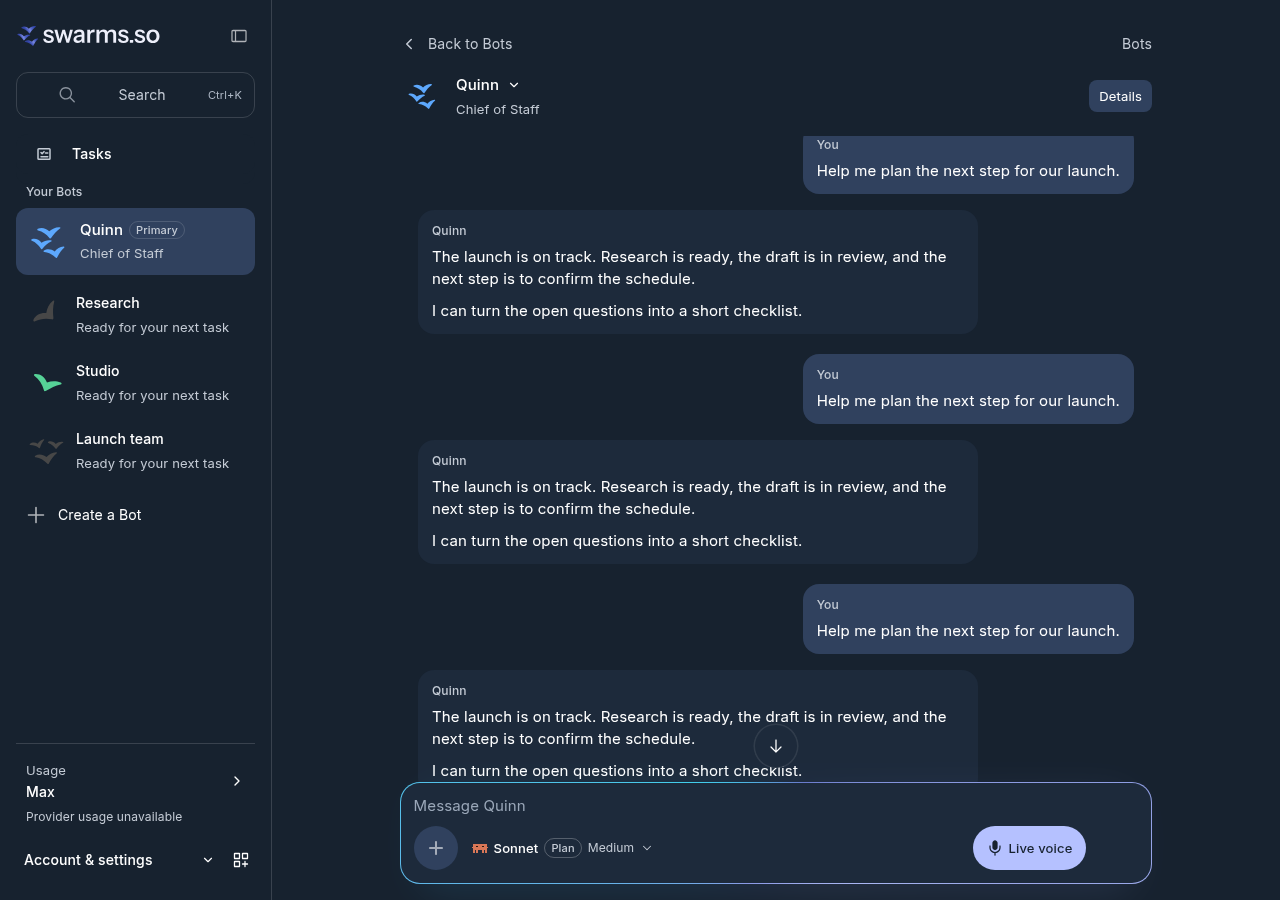 swarms.so
Search
Ctrl+K
Tasks
Your Bots
Quinn
Primary
Chief of Staff
Research
Ready for your next task
Studio
Ready for your next task
Launch team
Ready for your next task
Create a Bot
Usage
Max
Provider usage unavailable
Account & settings
Back to Bots
Bots
Quinn
Chief of Staff
Details
You
Help me plan the next step for our launch.
Quinn
The launch is on track. Research is ready, the draft is in review, and the
next step is to confirm the schedule.
I can turn the open questions into a short checklist.
You
Help me plan the next step for our launch.
Quinn
The launch is on track. Research is ready, the draft is in review, and the
next step is to confirm the schedule.
I can turn the open questions into a short checklist.
You
Help me plan the next step for our launch.
Quinn
The launch is on track. Research is ready, the draft is in review, and the
next step is to confirm the schedule.
I can turn the open questions into a short checklist.
Message Quinn
Sonnet
Plan
Medium
Live voice